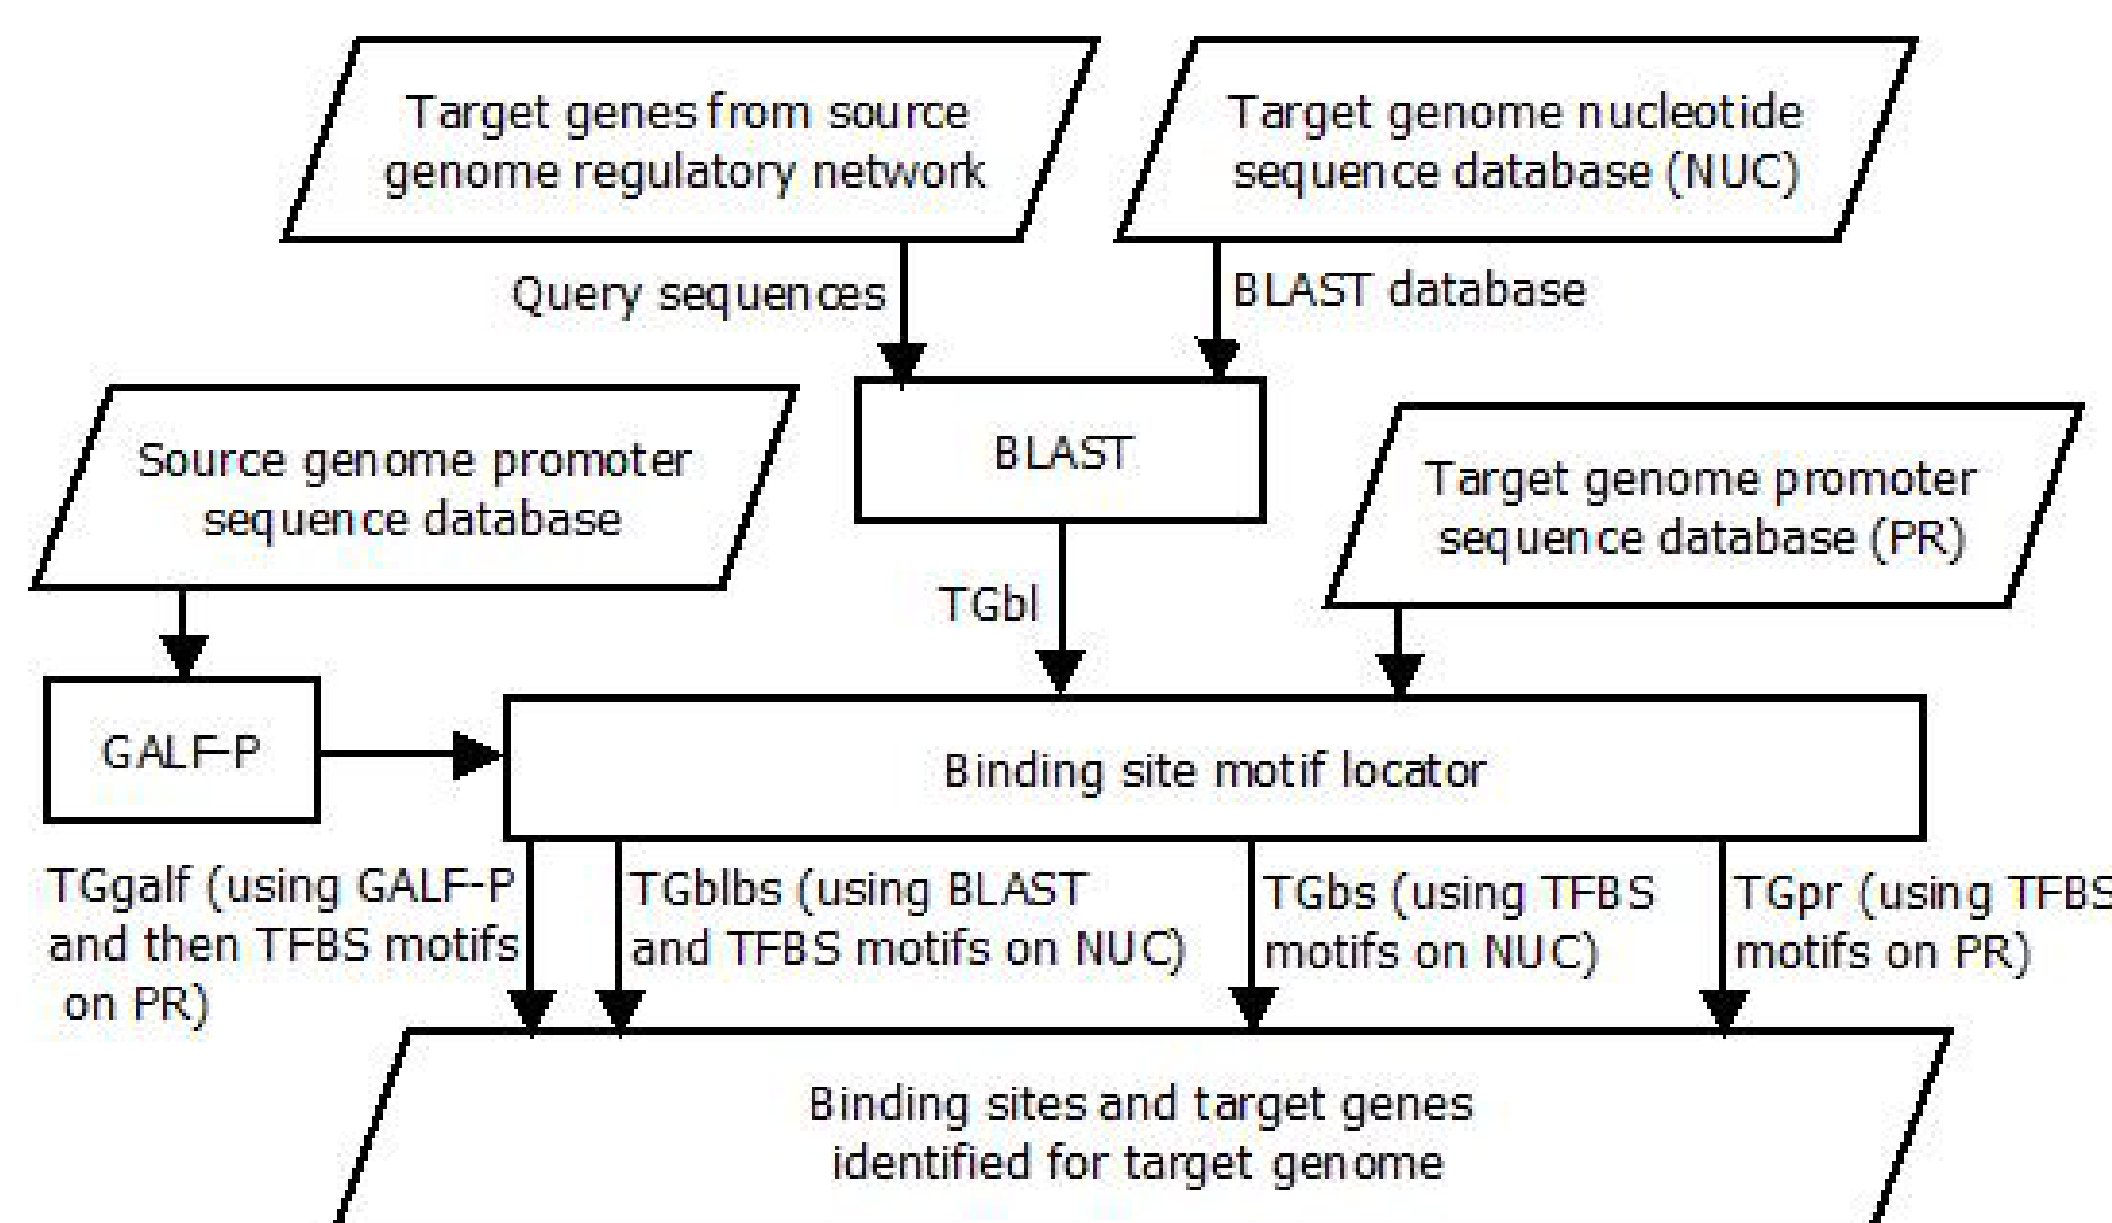 Target genes from source
genome regulatory network
Target genome nucleotide
sequence database (NUC)
Query sequences
BLAST database
Source genome promoter
sequence database
BLAST
Target genome promoter
sequence database (PR)
TGbl
GALF-P
Binding site motif locator
TGgalf (using GALF-P
and then TFBS motifs
on PR)
TGblbs (using BLAST
and TFBS motifs on NUC)
TGbs (using TFBS
motifs on NUC)
TGpr (using TFBS
motifs on PR)
Binding sites and target genes
identified for target genome